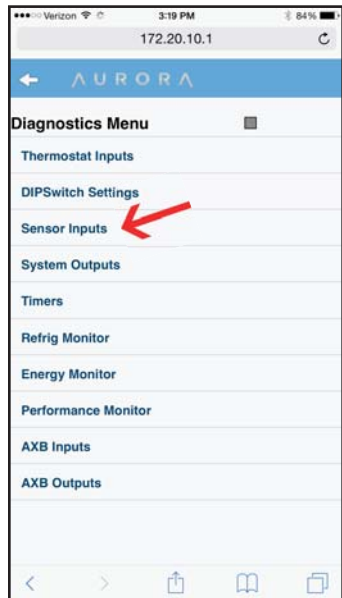 Verizon 3:19 PM 84%
172.20.10.1
AURORA
Diagnostics Menu
Thermostat Inputs
DIPSwitch Settings
Sensor Inputs
System Outputs
Timers
Refrig Monitor
Energy Monitor
Performance Monitor
AXB Inputs
AXB Outputs